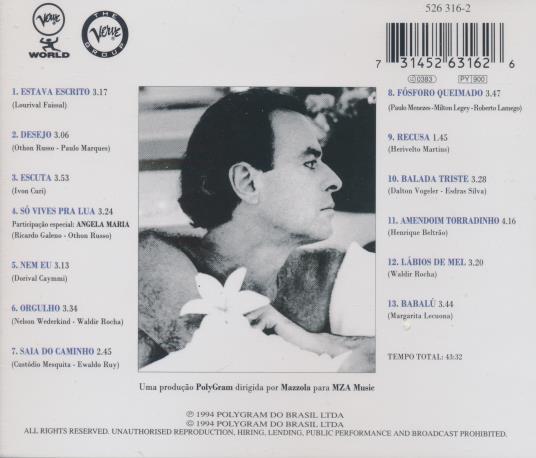 Verve
WORLD
THE
Verve
GROUP
526 316-2
7 31452 63162 6
0383
PY 900
1. ESTAVA ESCRITO 3.17
(Lourival Faissal)
2. DESEJO 3.06
(Othon Russo - Paulo Marques)
3. ESCUTA 3.53
(Ivon Curi)
4. SÓ VIVES PRA LUA 3.24
Participação especial: ANGELA MARIA
(Ricardo Galeno - Othon Russo)
5. NEM EU 3.13
(Dorival Caymmi)
6. ORGULHO 3.34
(Nelson Wederkind - Waldir Rocha)
7. SAIA DO CAMINHO 2.45
(Custódio Mesquita - Ewaldo Ruy)
8. FÓSFORO QUEIMADO 3.47
(Paulo Menezes - Milton Legey - Roberto Lamego)
9. RECUSA 1.45
(Herivelto Martins)
10. BALADA TRISTE 3.28
(Dalton Vogeler - Esdras Silva)
11. AMENDOIM TORRADINHO 4.16
(Henrique Beltrão)
12. LÁBIOS DE MEL 3.20
(Waldir Rocha)
13. BABALÚ 3.44
(Margarita Lecuona)
TEMPO TOTAL: 43:32
Uma produção PolyGram dirigida por Mazzola para MZA Music
℗ 1994 POLYGRAM DO BRASIL LTDA
© 1994 POLYGRAM DO BRASIL LTDA
ALL RIGHTS RESERVED. UNAUTHORISED REPRODUCTION, HIRING, LENDING, PUBLIC PERFORMANCE AND BROADCAST PROHIBITED.